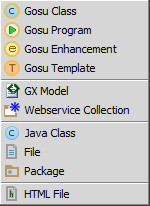 Gosu Class
Gosu Program
Gosu Enhancement
Gosu Template
GX Model
Webservice Collection
Java Class
File
Package
HTML File